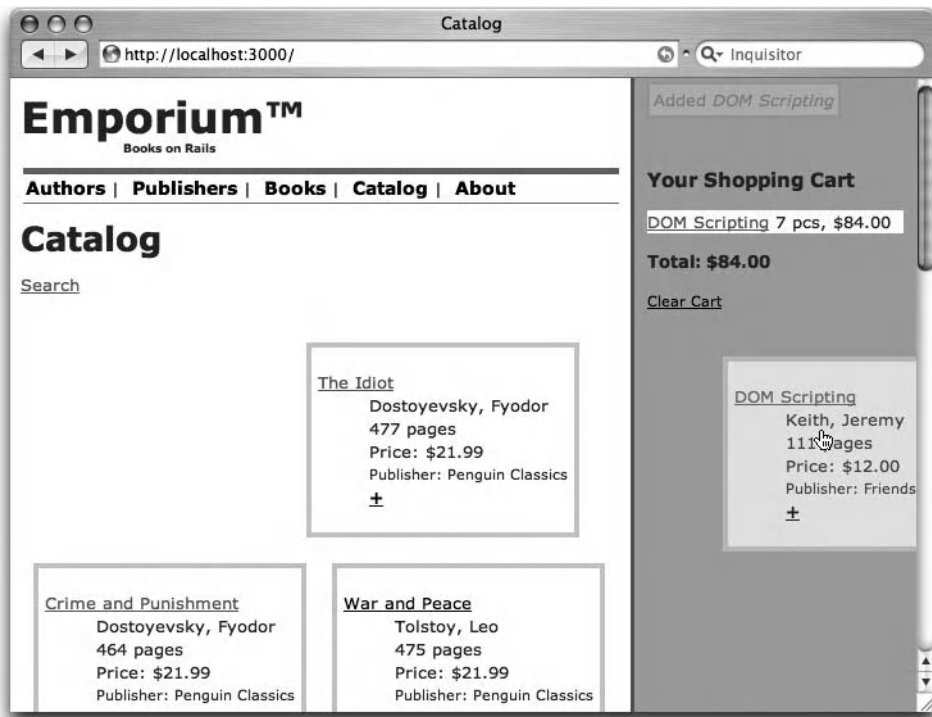 Catalog
http://localhost:3000/
Inquisitor
Emporium™
Books on Rails
Authors | Publishers | Books | Catalog | About
Catalog
Search
The Idiot
Dostoyevsky, Fyodor
477 pages
Price: $21.99
Publisher: Penguin Classics
+
Crime and Punishment
Dostoyevsky, Fyodor
464 pages
Price: $21.99
Publisher: Penguin Classics
War and Peace
Tolstoy, Leo
475 pages
Price: $21.99
Publisher: Penguin Classics
Added DOM Scripting
Your Shopping Cart
DOM Scripting 7 pcs, $84.00
Total: $84.00
Clear Cart
DOM Scripting
Keith, Jeremy
111 pages
Price: $12.00
Publisher: Friends
+